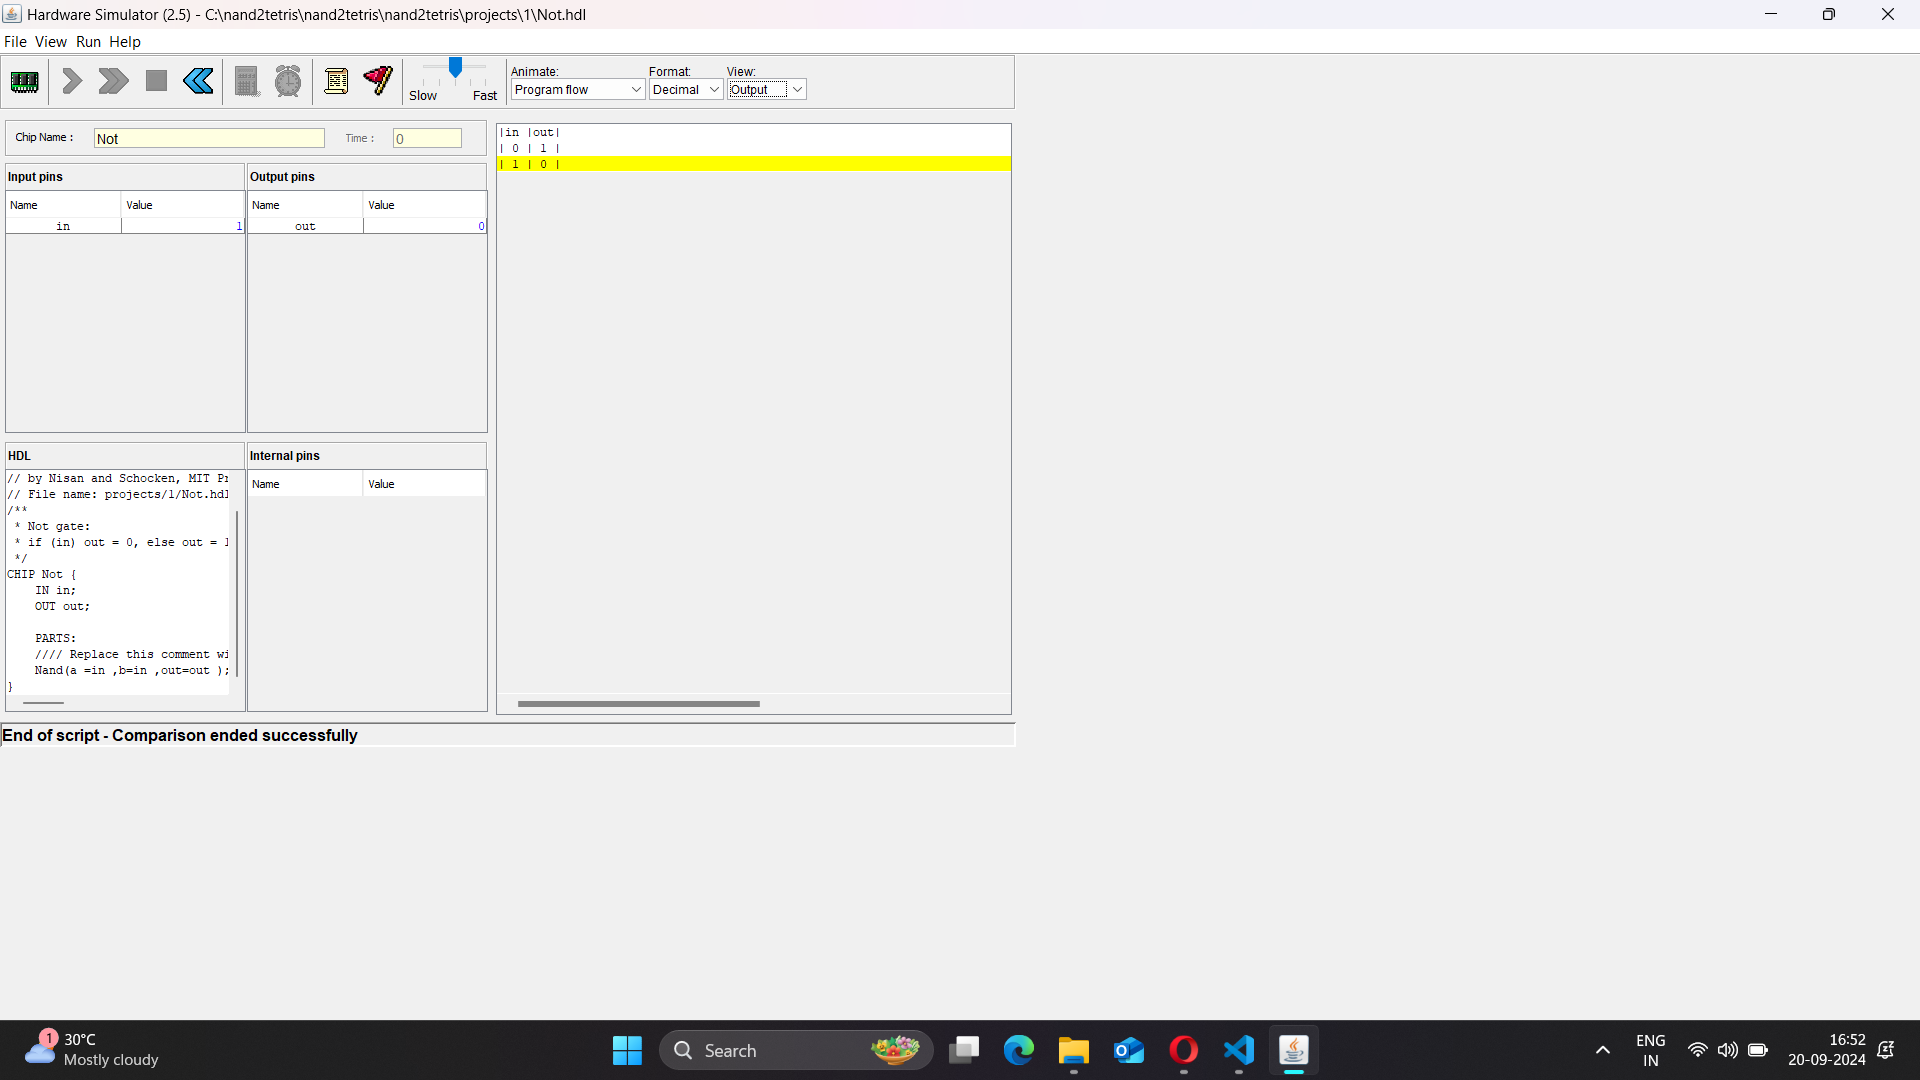 Hardware Simulator (2.5) - C:\nand2tetris\nand2tetris\nand2tetris\projects\1\Not.hdl
File View Run Help
Slow Fast
Animate: Format: View:
Program flow Decimal Output
Chip Name : Not Time : 0
Input pins Output pins
Name Value Name Value
in 1 out 0
|in |out|
| 0 | 1 |
| 1 | 0 |
HDL Internal pins
Name Value
// by Nisan and Schocken, MIT Pr
// File name: projects/1/Not.hdl
/**
* Not gate:
* if (in) out = 0, else out = 1
*/
CHIP Not {
IN in;
OUT out;
PARTS:
//// Replace this comment wi
Nand(a =in ,b=in ,out=out );
}
End of script - Comparison ended successfully
1
30°C
Mostly cloudy
Search
ENG
IN
16:52
20-09-2024